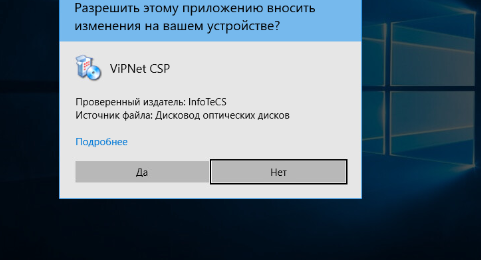 Разрешить этому приложению вносить
изменения на вашем устройстве?
ViPNet CSP
Проверенный издатель: InfoTeCS
Источник файла: Дисковод оптических дисков
Подробнее
Да
Нет